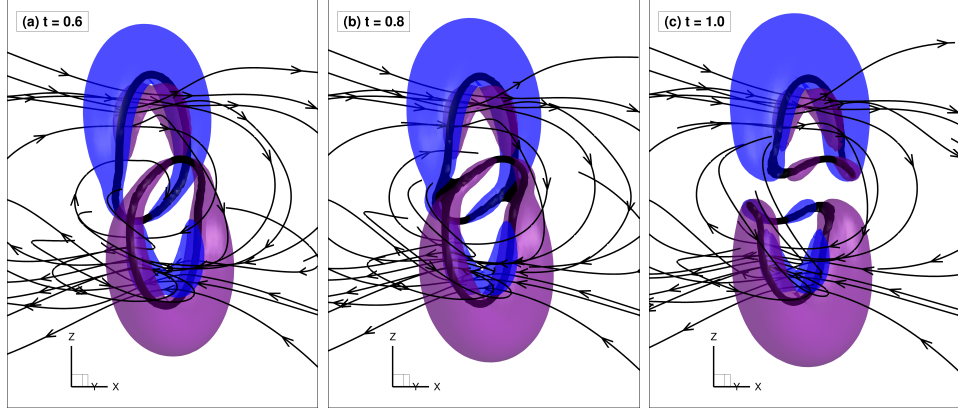 (a) t = 0.6
(b) t = 0.8
(c) t = 1.0
Z
Y X
Z
Y X
Z
Y X